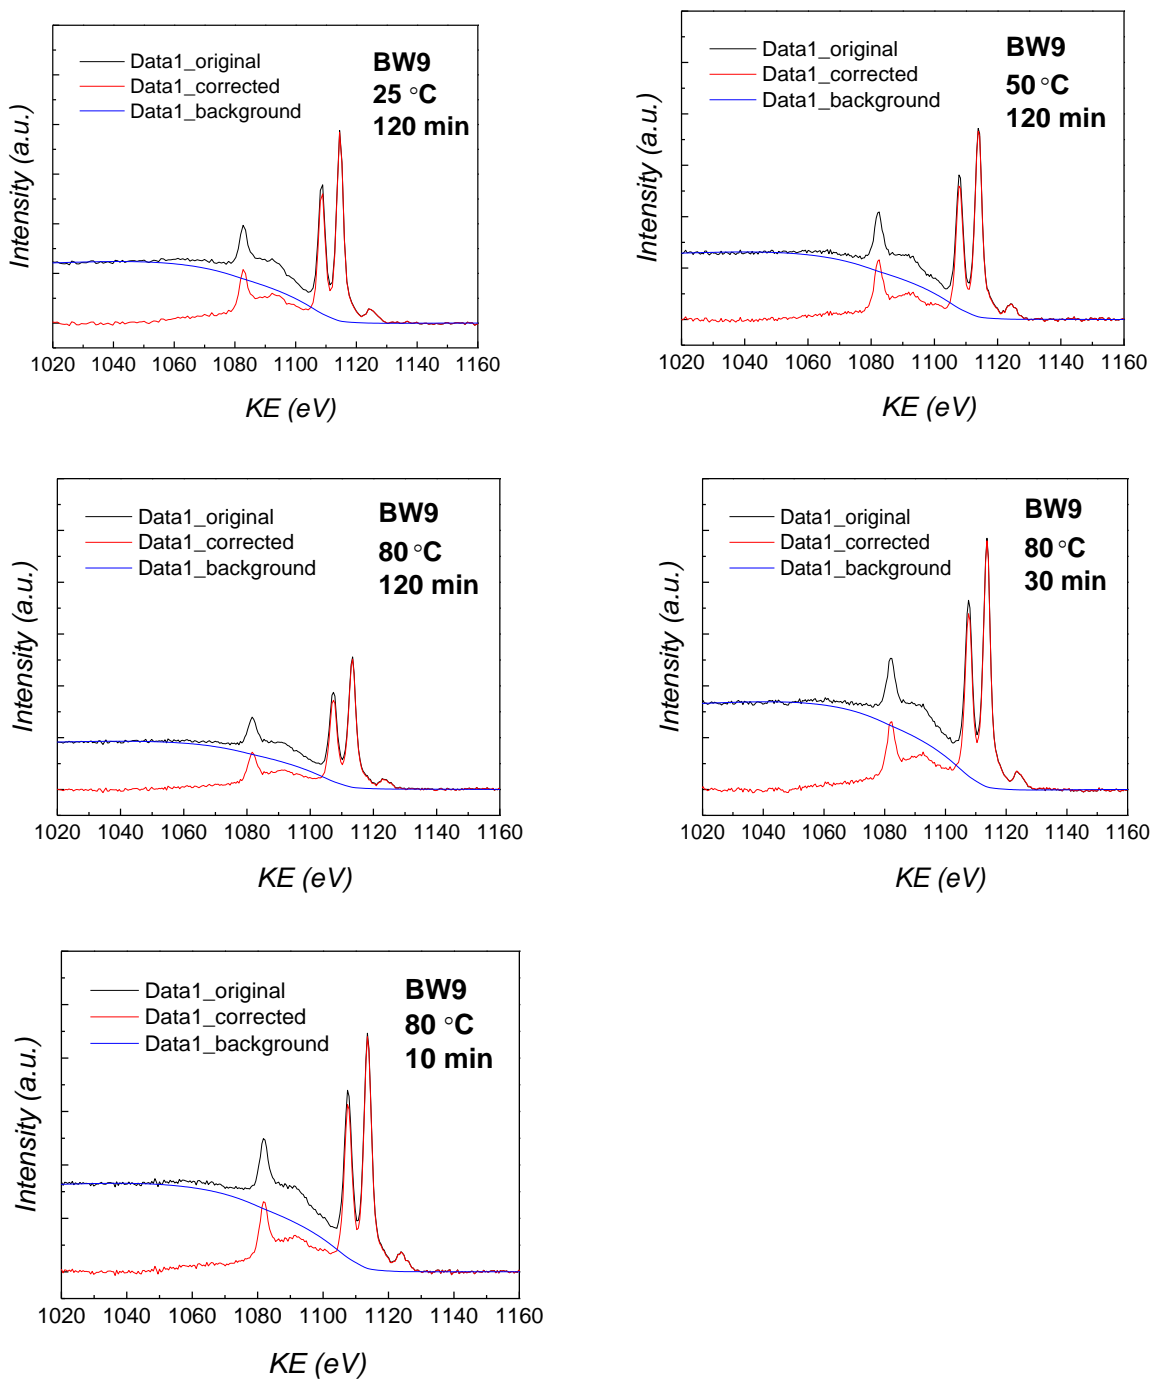 Data1_original
Data1_corrected
Data1_background
BW9
25 °C
120 min
Intensity (a.u.)
1020 1040 1060 1080 1100 1120 1140 1160
KE (eV)
Data1_original
Data1_corrected
Data1_background
BW9
50 °C
120 min
Intensity (a.u.)
1020 1040 1060 1080 1100 1120 1140 1160
KE (eV)
Data1_original
Data1_corrected
Data1_background
BW9
80 °C
120 min
Intensity (a.u.)
1020 1040 1060 1080 1100 1120 1140 1160
KE (eV)
Data1_original
Data1_corrected
Data1_background
BW9
80 °C
30 min
Intensity (a.u.)
1020 1040 1060 1080 1100 1120 1140 1160
KE (eV)
Data1_original
Data1_corrected
Data1_background
BW9
80 °C
10 min
Intensity (a.u.)
1020 1040 1060 1080 1100 1120 1140 1160
KE (eV)